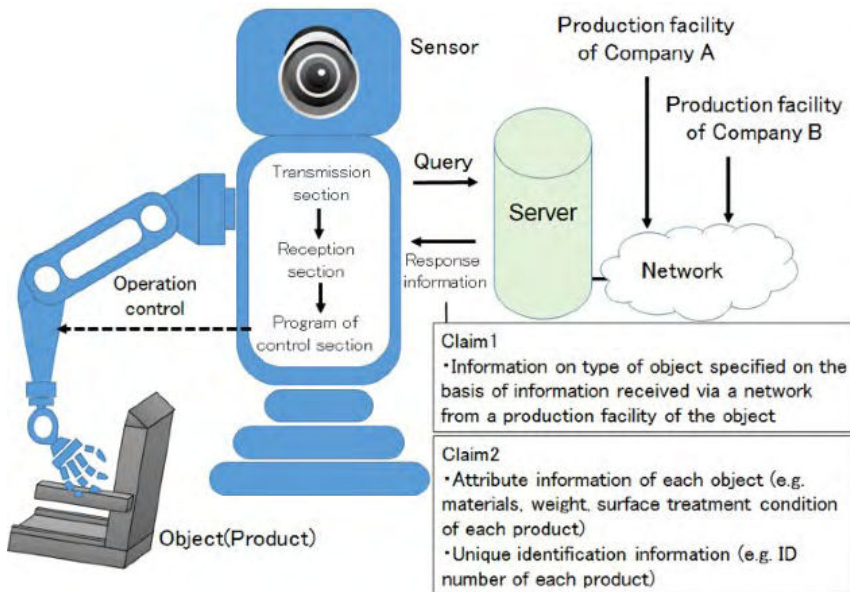 Sensor
Production facility
of Company A
Production facility
of Company B
Transmission
section
Query
Server
Reception
section
Response
information
Network
Operation
control
Program of
control section
Claim1
・Information on type of object specified on the
basis of information received via a network
from a production facility of the object
Claim2
・Attribute information of each object (e.g.
materials, weight, surface treatment condition
of each product)
・Unique identification information (e.g. ID
number of each product)
Object(Product)